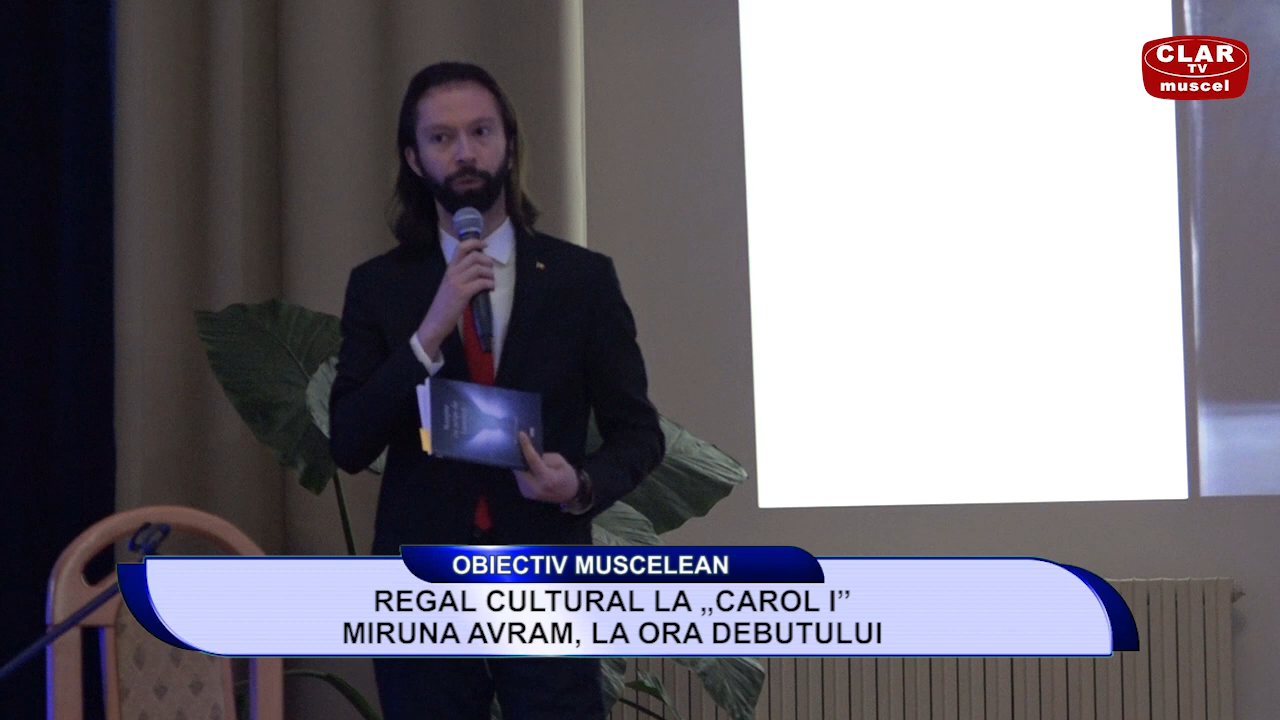 CLAR
TV
muscel
OBIECTIV MUSCELEAN
REGAL CULTURAL LA „CAROL I”
MIRUNA AVRAM, LA ORA DEBUTULUI